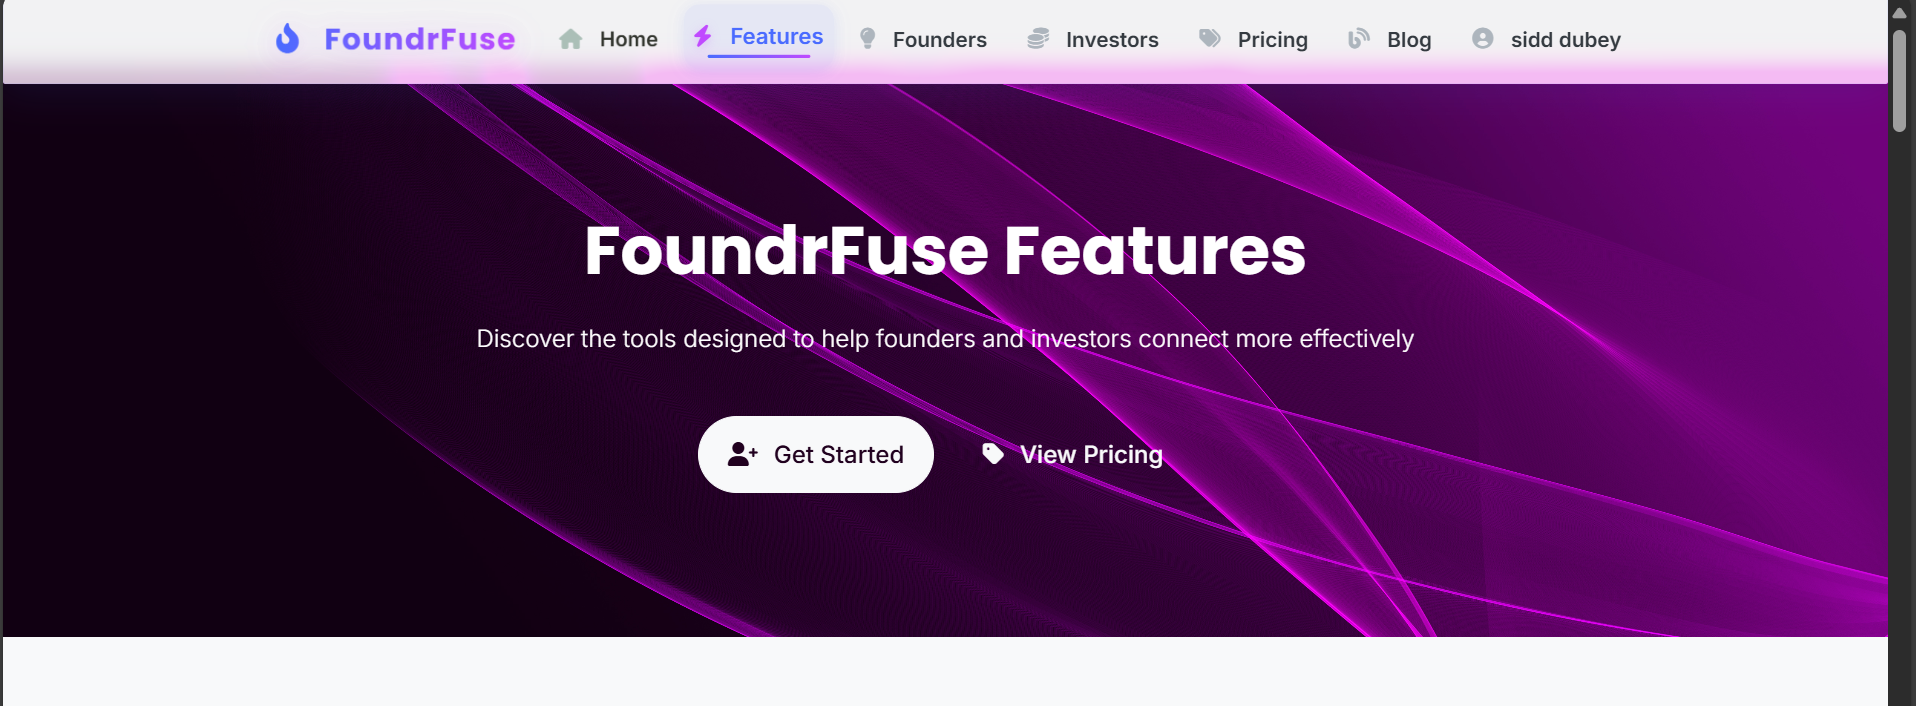 FoundrFuse Home Features Founders Investors Pricing Blog sidd dubey
FoundrFuse Features
Discover the tools designed to help founders and investors connect more effectively
Get Started View Pricing